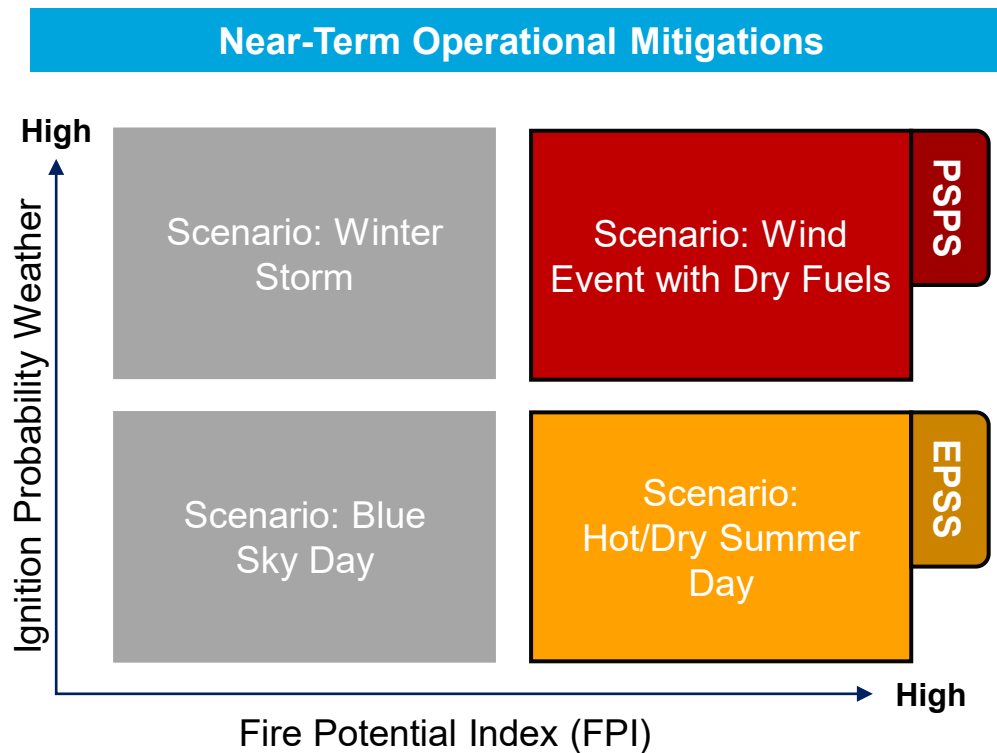 Near-Term Operational Mitigations
High
Ignition Probability Weather
Scenario: Winter
Storm
Scenario: Wind
Event with Dry Fuels
PSPS
Scenario: Blue
Sky Day
Scenario:
Hot/Dry Summer
Day
EPSS
High
Fire Potential Index (FPI)